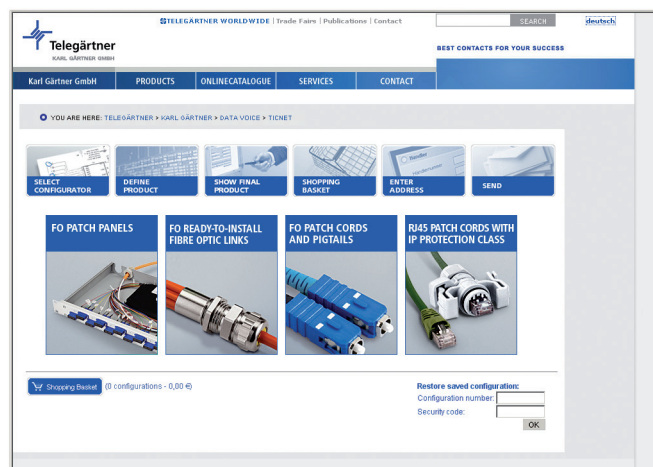 TELEGÄRTNER WORLDWIDE | Trade Fairs | Publications | Contact
SEARCH
deutsch
Telegärtner
KARL GÄRTNER GMBH
BEST CONTACTS FOR YOUR SUCCESS
Karl Gärtner GmbH PRODUCTS ONLINECATALOGUE SERVICES CONTACT
YOU ARE HERE: TELEGÄRTNER > KARL GÄRTNER > DATA VOICE > TICNET
SELECT
CONFIGURATOR
DEFINE
PRODUCT
SHOW FINAL
PRODUCT
SHOPPING
BASKET
ENTER
ADDRESS
SEND
FO PATCH PANELS
FO READY-TO-INSTALL
FIBRE OPTIC LINKS
FO PATCH CORDS
AND PIGTAILS
RJ45 PATCH CORDS WITH
IP PROTECTION CLASS
Shopping Basket (0 configurations - 0,00 €)
Restore saved configuration:
Configuration number:
Security code:
OK